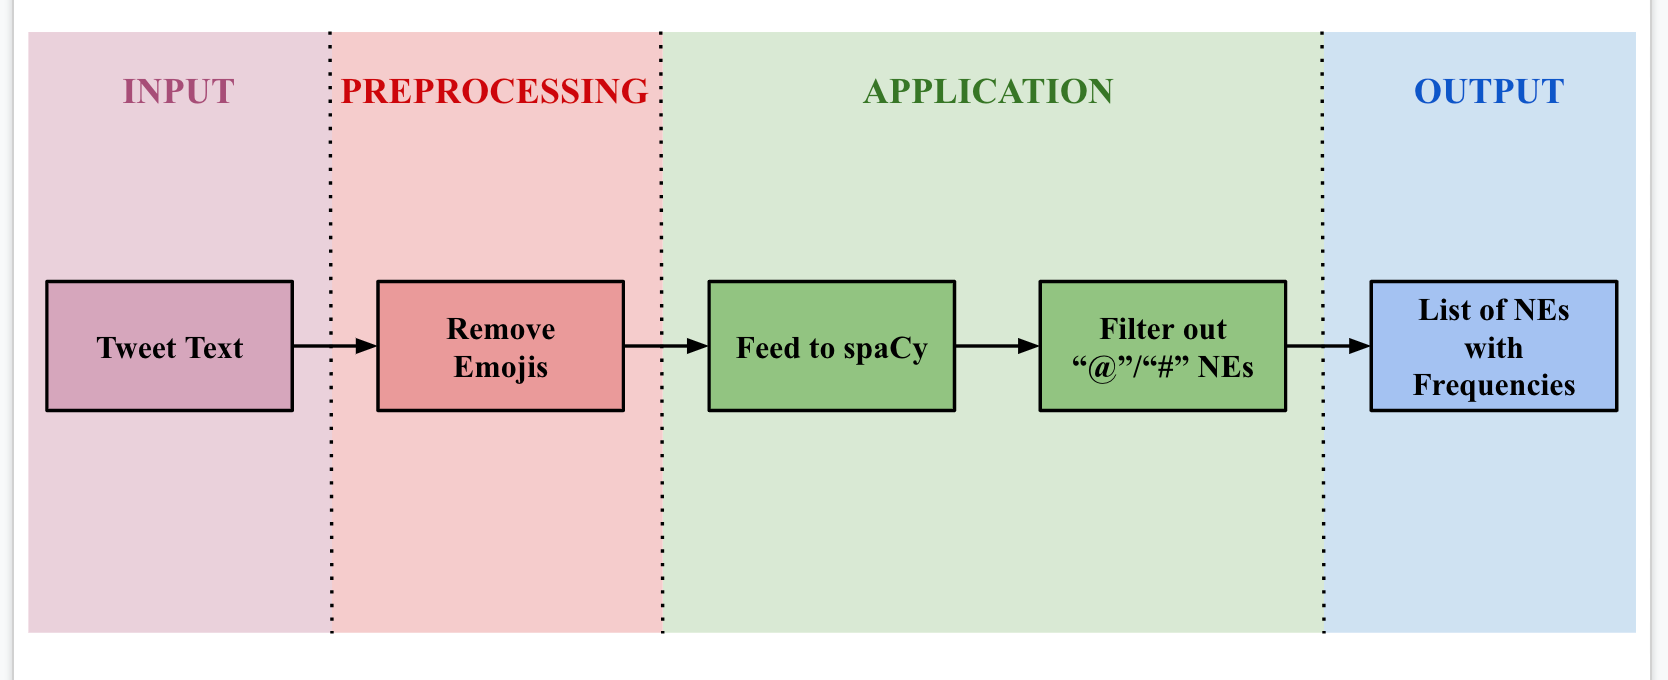 INPUT
PREPROCESSING
APPLICATION
OUTPUT
Tweet Text
Remove
Emojis
Feed to spaCy
Filter out
“@”/“#” NEs
List of NEs
with
Frequencies